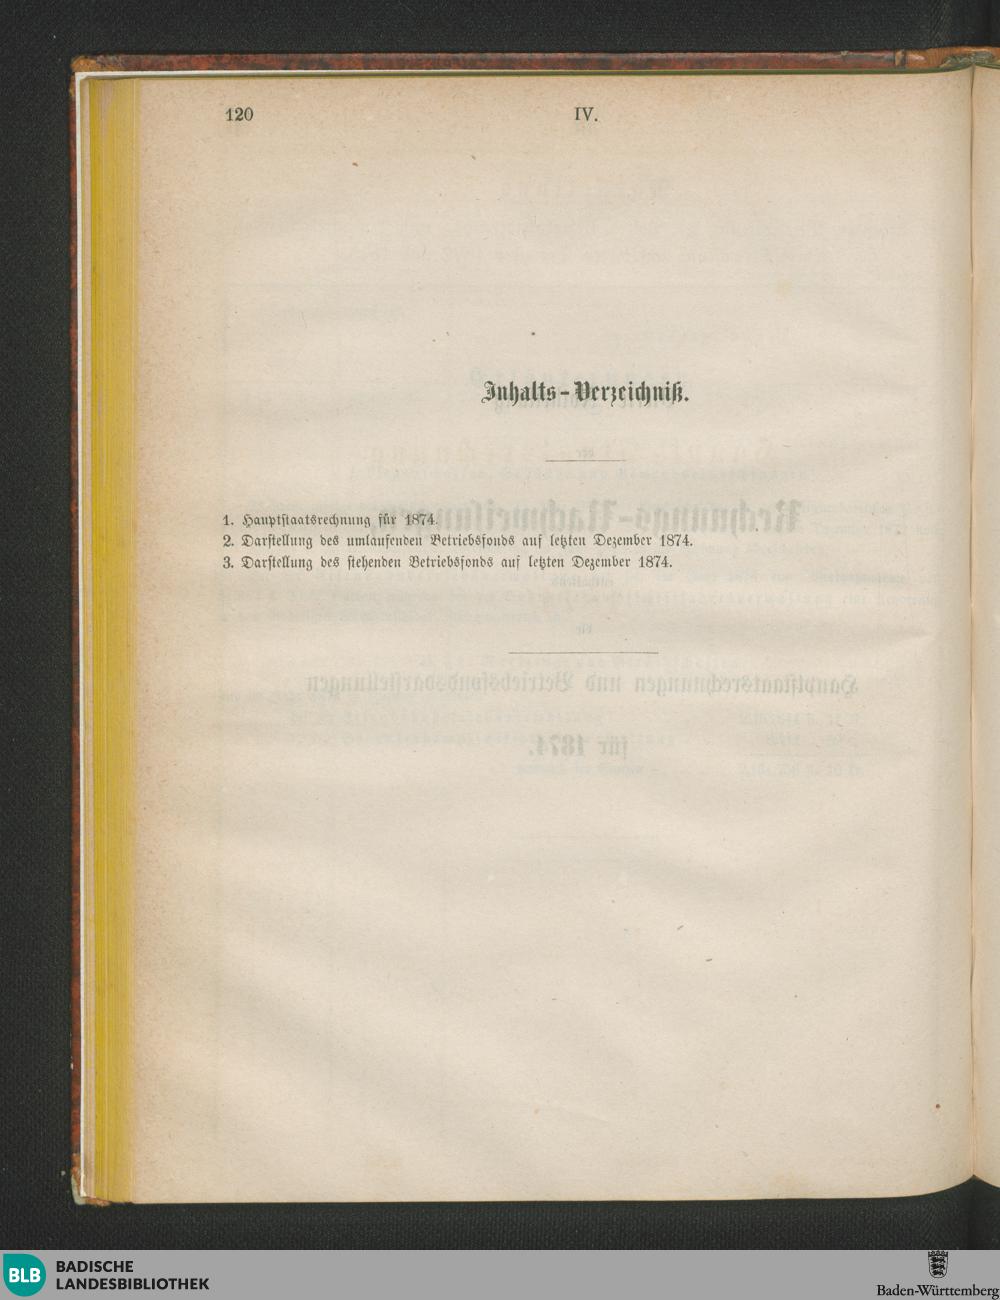 120
IV.
Inhalts-Verzeichniß.
1. Hauptstaatsrechnung für 1874.
2. Darstellung des umlaufenden Betriebsfonds auf letzten Dezember 1874.
3. Darstellung des stehenden Betriebsfonds auf letzten Dezember 1874.
BLB
BADISCHE
LANDESBIBLIOTHEK
Baden-Württemberg